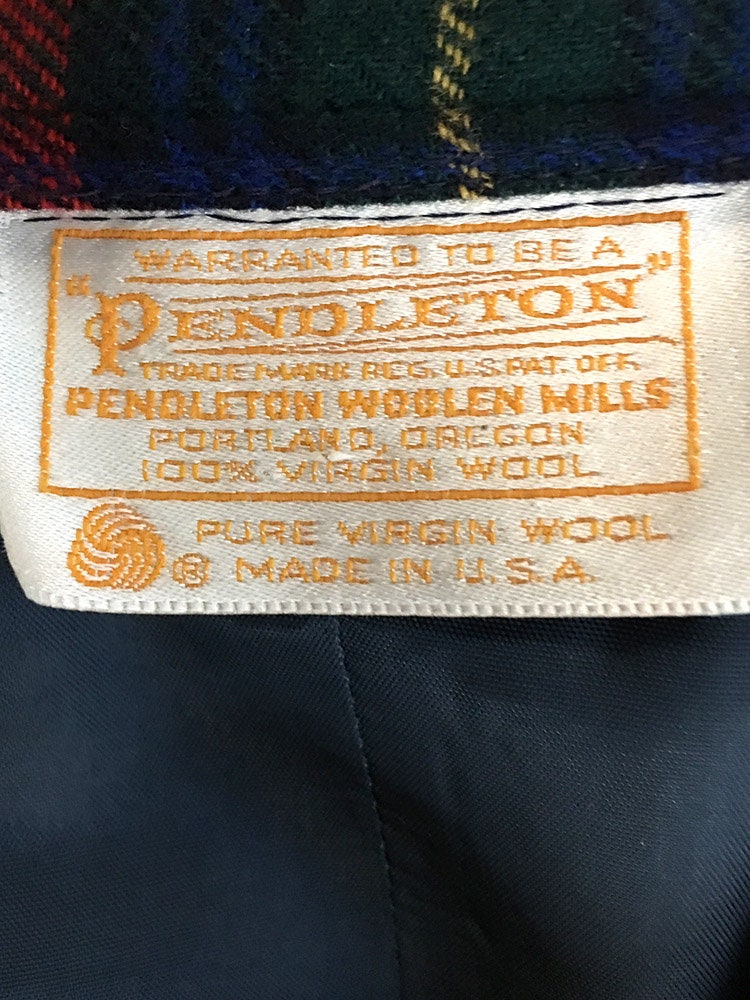 WARRANTED TO BE A
"PENDLETON"
TRADE MARK REG. U.S. PAT. OFF.
PENDLETON WOOLEN MILLS
PORTLAND, OREGON
100% VIRGIN WOOL
PURE VIRGIN WOOL
® MADE IN U.S.A.